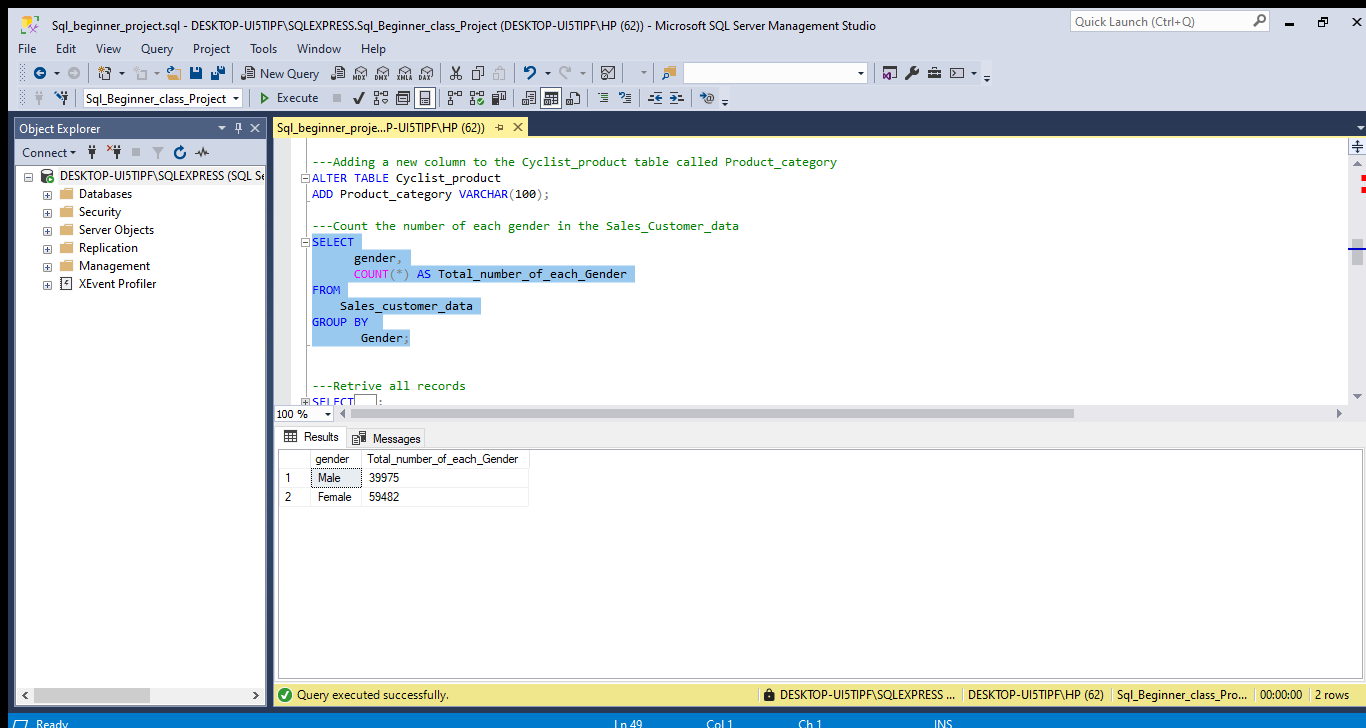 Sql_beginner_project.sql - DESKTOP-UI5TIPF\SQLEXPRESS.Sql_Beginner_class_Project (DESKTOP-UI5TIPF\HP (62)) - Microsoft SQL Server Management Studio
Quick Launch (Ctrl+Q)
File Edit View Query Project Tools Window Help
New Query MDX DMX XMLA DAX
Sql_Beginner_class_Project Execute
Object Explorer
Sql_beginner_proje...P-UI5TIPF\HP (62))
Connect
DESKTOP-UI5TIPF\SQLEXPRESS (SQL Se
Databases
Security
Server Objects
Replication
Management
XEvent Profiler
---Adding a new column to the Cyclist_product table called Product_category
ALTER TABLE Cyclist_product
ADD Product_category VARCHAR(100);
---Count the number of each gender in the Sales_Customer_data
SELECT
gender,
COUNT(*) AS Total_number_of_each_Gender
FROM
Sales_customer_data
GROUP BY
Gender;
---Retrive all records
SELECT ;
100 %
Results Messages
gender Total_number_of_each_Gender
1 Male 39975
2 Female 59482
Query executed successfully. DESKTOP-UI5TIPF\SQLEXPRESS ... DESKTOP-UI5TIPF\HP (62) Sql_Beginner_class_Pro... 00:00:00 2 rows
Ready Ln 49 Col 1 Ch 1 INS